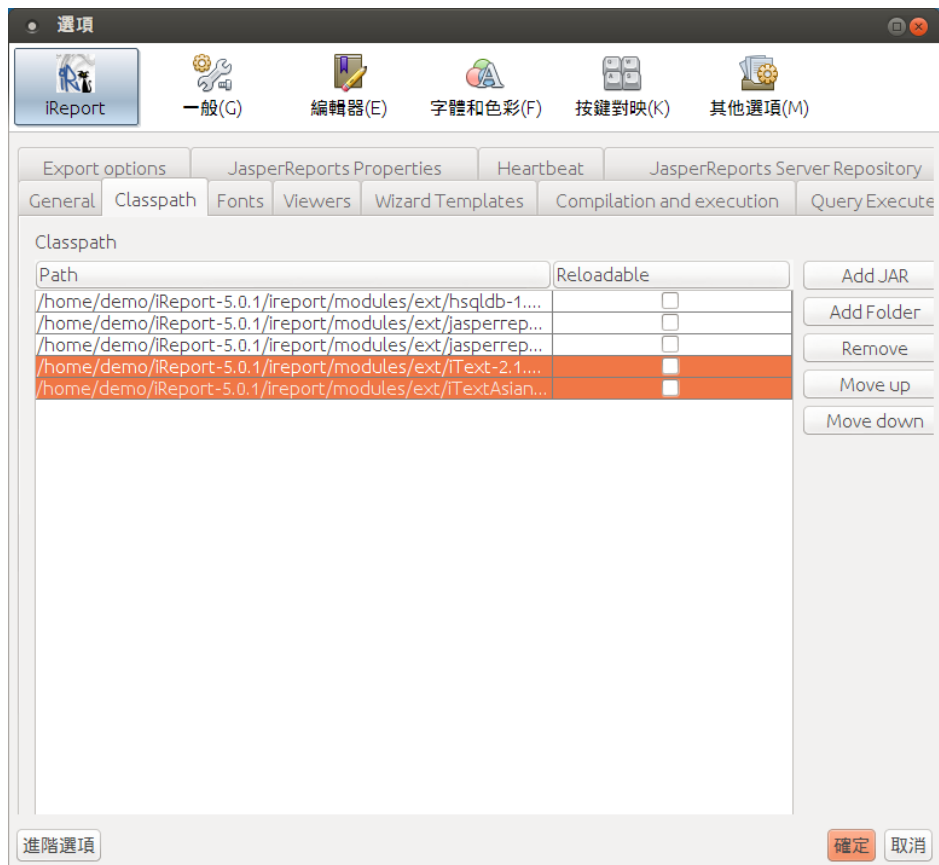 選項
iReport 一般(G) 編輯器(E) 字體和色彩(F) 按鍵對映(K) 其他選項(M)
Export options JasperReports Properties Heartbeat JasperReports Server Repository
General Classpath Fonts Viewers Wizard Templates Compilation and execution Query Execute
Classpath
Path Reloadable Add JAR
/home/demo/iReport-5.0.1/ireport/modules/ext/hsqldb-1....
Add Folder
/home/demo/iReport-5.0.1/ireport/modules/ext/jasperrep...
/home/demo/iReport-5.0.1/ireport/modules/ext/jasperrep...
Remove
/home/demo/iReport-5.0.1/ireport/modules/ext/iText-2.1....
/home/demo/iReport-5.0.1/ireport/modules/ext/iTextAsian...
Move up
Move down
進階選項 確定 取消